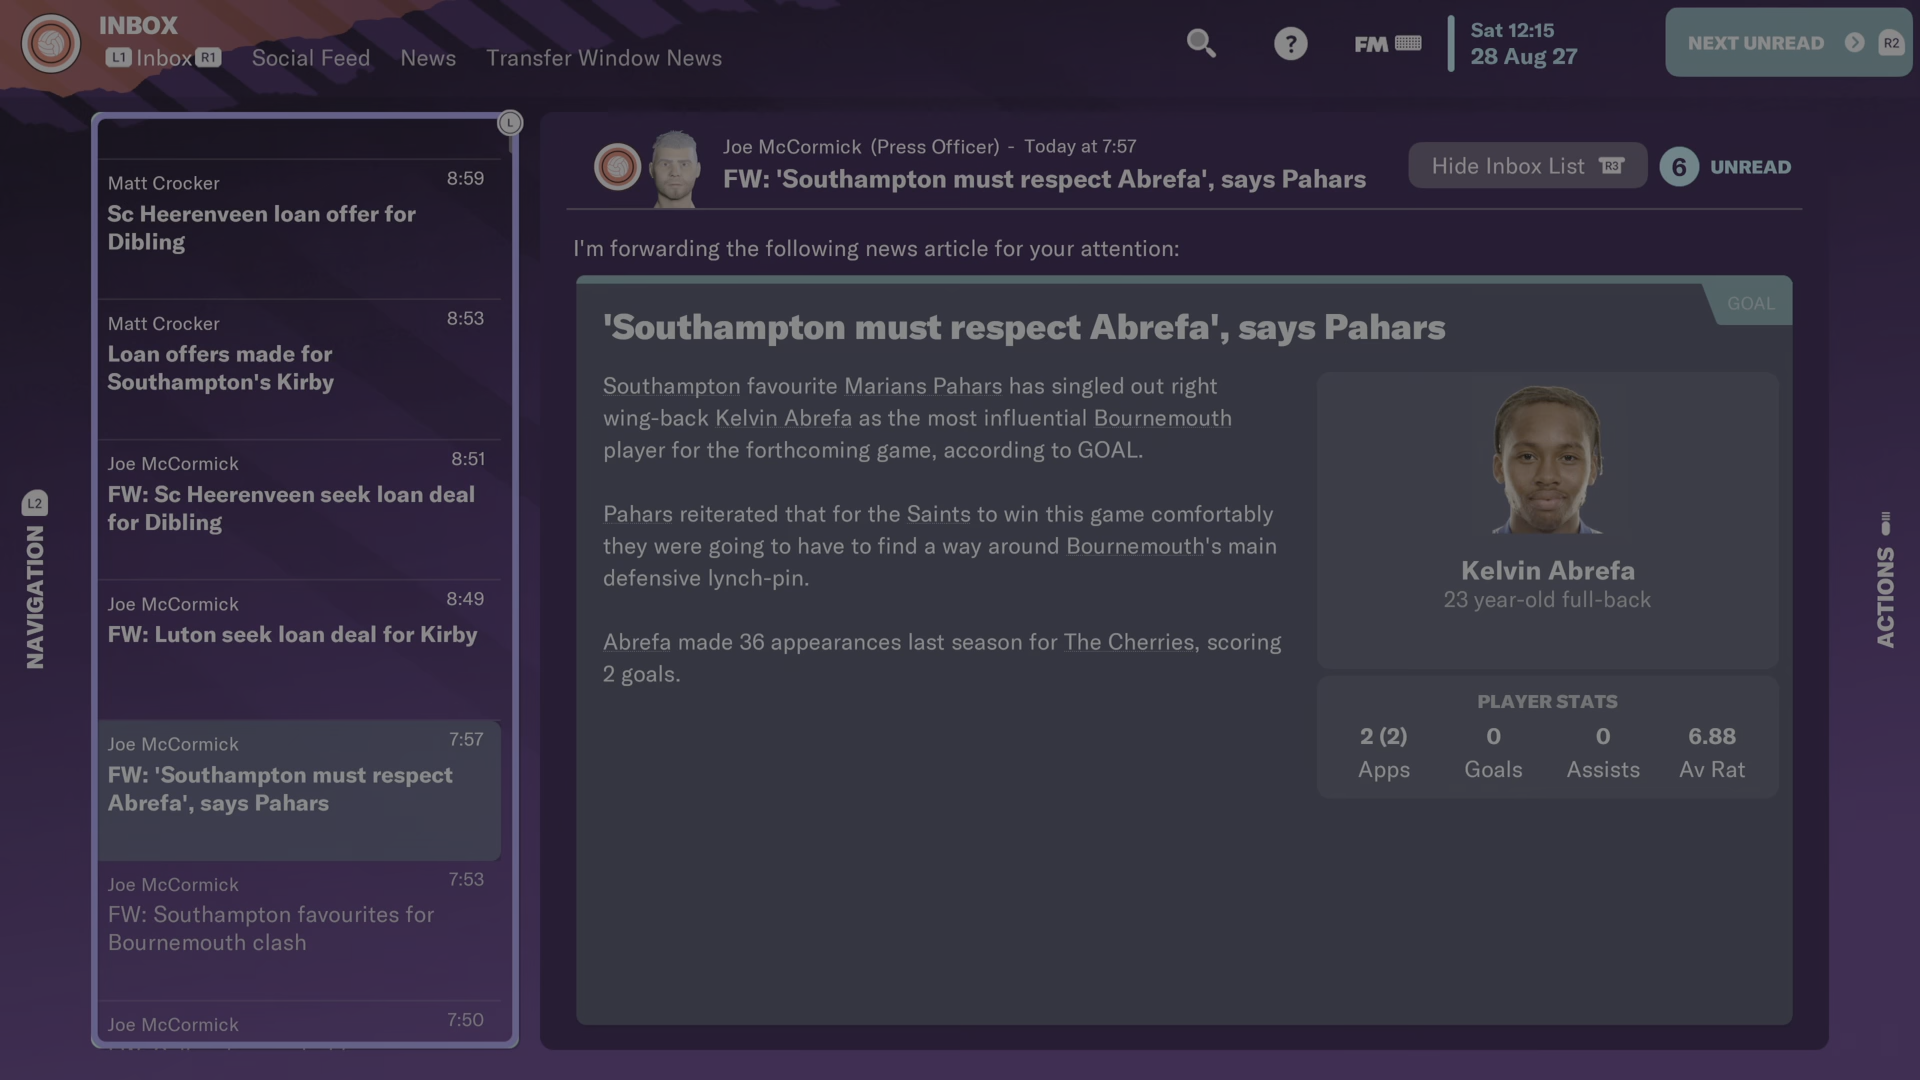 INBOX
L1 Inbox R1 Social Feed News Transfer Window News
FM
Sat 12:15
28 Aug 27
NEXT UNREAD R2
L
Matt Crocker 8:59
Sc Heerenveen loan offer for
Dibling
Matt Crocker 8:53
Loan offers made for
Southampton's Kirby
Joe McCormick 8:51
FW: Sc Heerenveen seek loan deal
for Dibling
Joe McCormick 8:49
FW: Luton seek loan deal for Kirby
Joe McCormick 7:57
FW: 'Southampton must respect
Abrefa', says Pahars
Joe McCormick 7:53
FW: Southampton favourites for
Bournemouth clash
Joe McCormick 7:50
L2
NAVIGATION
Joe McCormick (Press Officer) - Today at 7:57
FW: 'Southampton must respect Abrefa', says Pahars
Hide Inbox List R3
6 UNREAD
I'm forwarding the following news article for your attention:
GOAL
'Southampton must respect Abrefa', says Pahars
Southampton favourite Marians Pahars has singled out right
wing-back Kelvin Abrefa as the most influential Bournemouth
player for the forthcoming game, according to GOAL.
Pahars reiterated that for the Saints to win this game comfortably
they were going to have to find a way around Bournemouth's main
defensive lynch-pin.
Abrefa made 36 appearances last season for The Cherries, scoring
2 goals.
Kelvin Abrefa
23 year-old full-back
PLAYER STATS
2 (2) 0 0 6.88
Apps Goals Assists Av Rat
ACTIONS